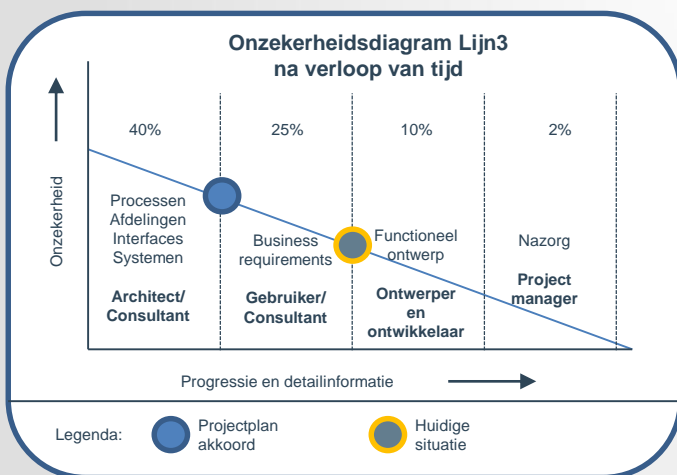 Onzekerheidsdiagram Lijn3
na verloop van tijd
Onzekerheid
40%
25%
10%
2%
Processen
Afdelingen
Interfaces
Systemen
Architect/
Consultant
Business
requirements
Gebruiker/
Consultant
Functioneel
ontwerp
Ontwerper
en
ontwikkelaar
Nazorg
Project
manager
Progressie en detailinformatie
Legenda:
Projectplan
akkoord
Huidige
situatie